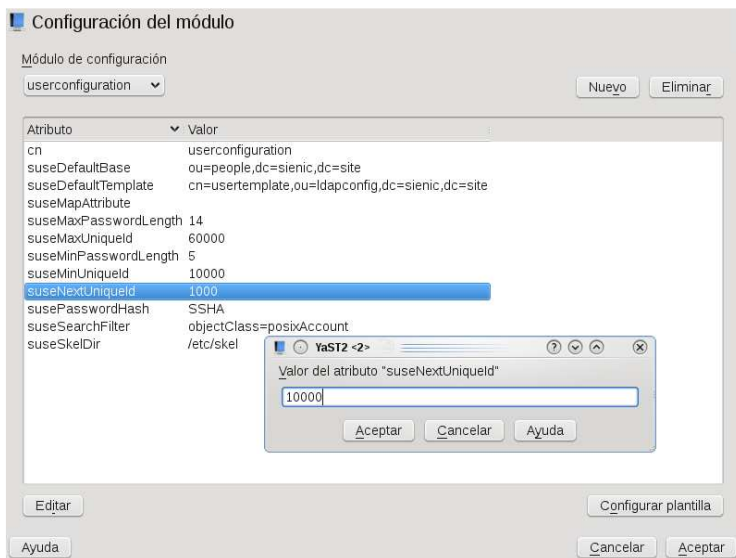 Configuración del módulo
Módulo de configuración
userconfiguration
Nuevo Eliminar
Atributo Valor
cn userconfiguration
suseDefaultBase ou=people,dc=sienic,dc=site
suseDefaultTemplate cn=usertemplate,ou=ldapconfig,dc=sienic,dc=site
suseMapAttribute
suseMaxPasswordLength 14
suseMaxUniqueId 60000
suseMinPasswordLength 5
suseMinUniqueId 10000
suseNextUniqueId 1000
susePasswordHash SSHA
suseSearchFilter objectClass=posixAccount
suseSkelDir /etc/skel
YaST2 <2>
Valor del atributo "suseNextUniqueId"
10000
Aceptar Cancelar Ayuda
Editar Configurar plantilla
Ayuda Cancelar Aceptar